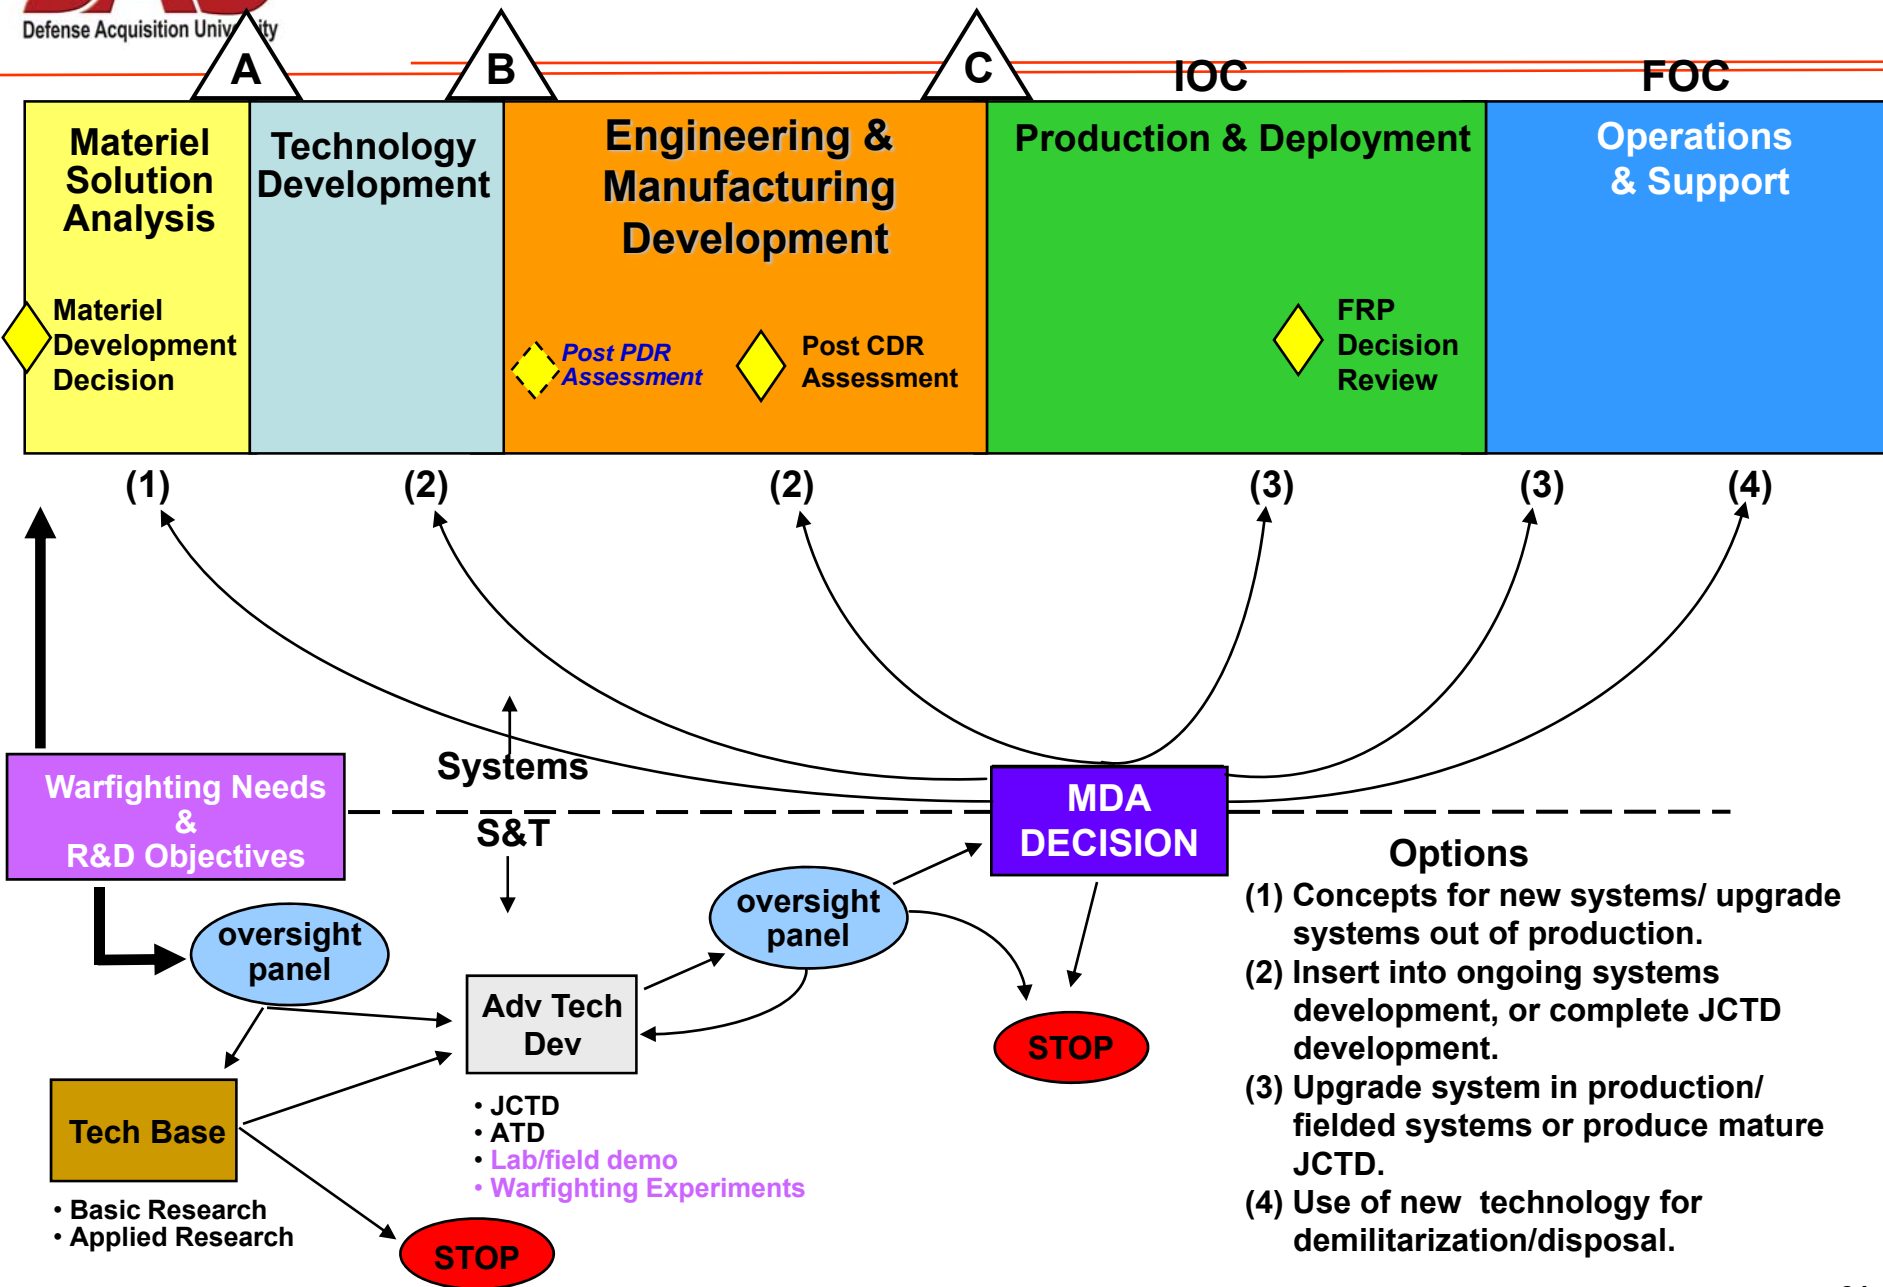 Defense Acquisition University
A
B
C
IOC
FOC
Materiel
Solution
Analysis
Technology
Development
Engineering &
Manufacturing
Development
Production & Deployment
Operations
& Support
Materiel
Development
Decision
Post PDR
Assessment
Post CDR
Assessment
FRP
Decision
Review
(1)
(2)
(2)
(3)
(3)
(4)
Systems
S&T
Warfighting Needs
&
R&D Objectives
MDA
DECISION
oversight
panel
oversight
panel
Adv Tech
Dev
STOP
Tech Base
• JCTD
• ATD
• Lab/field demo
• Warfighting Experiments
• Basic Research
• Applied Research
STOP
Options
(1) Concepts for new systems/ upgrade
systems out of production.
(2) Insert into ongoing systems
development, or complete JCTD
development.
(3) Upgrade system in production/
fielded systems or produce mature
JCTD.
(4) Use of new technology for
demilitarization/disposal.